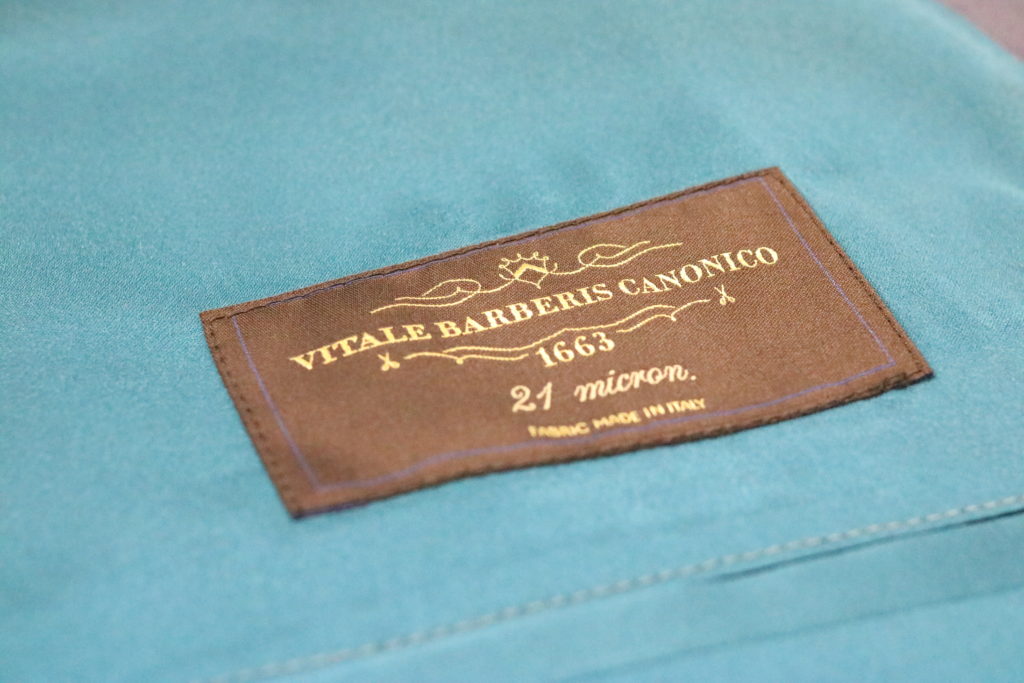 VITALE BARBERIS CANONICO
1663
21 micron.
FABRIC MADE IN ITALY